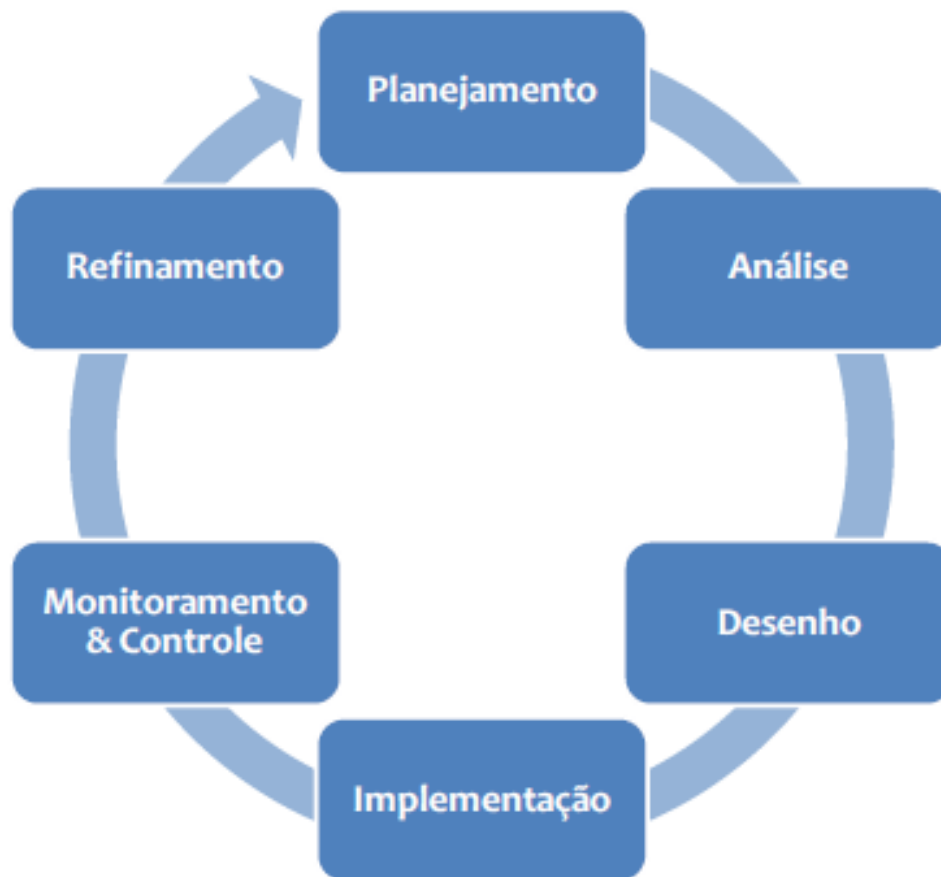 Planejamento
Análise
Desenho
Implementação
Monitoramento
& Controle
Refinamento